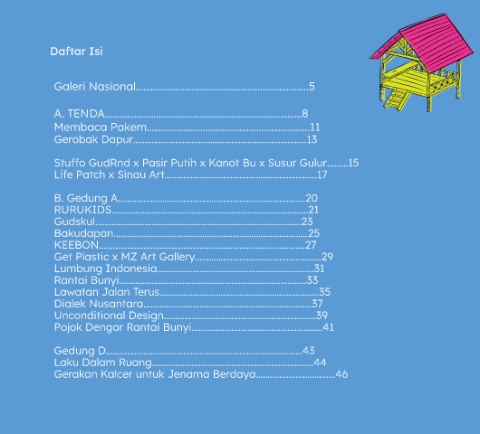 Daftar Isi
Galeri Nasional..........................................................5
A. TENDA..................................................................8
Membaca Pakem......................................................11
Gerobak Dapur.........................................................13
Stuffo GudRnd x Pasir Putih x Kanot Bu x Susur Gulur.......15
Life Patch x Sinau Art..................................................17
B. Gedung A..............................................................20
RURUKIDS................................................................21
Gudskul....................................................................23
Bakudapan...............................................................25
KEEBON...................................................................27
Get Plastic x MZ Art Gallery.........................................29
Lumbung Indonesia...................................................31
Rantai Bunyi.............................................................33
Lawatan Jalan Terus...................................................35
Dialek Nusantara.......................................................37
Unconditional Design.................................................39
Pojok Dengar Rantai Bunyi..........................................41
Gedung D................................................................43
Laku Dalam Ruang....................................................44
Gerakan Kalcer untuk Jenama Berdaya.........................46